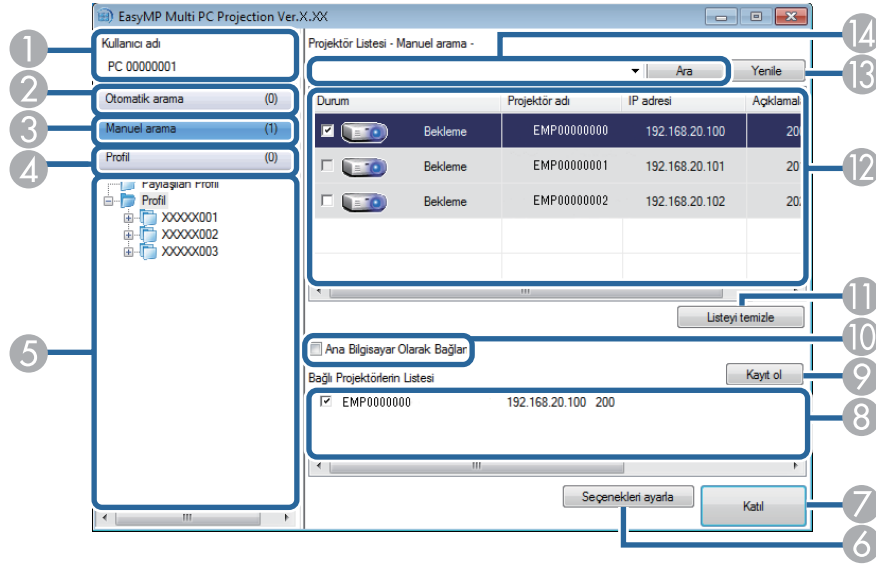 EasyMP Multi PC Projection Ver.X.XX
Kullanıcı adı
PC 00000001
Otomatik arama (0)
Manuel arama (1)
Profil (0)
Paylaşılan Profil
Profil
XXXXX001
XXXXX002
XXXXX003
Projektör Listesi - Manuel arama -
Ara Yenile
Durum Projektör adı IP adresi Açıklamala
Bekleme EMP00000000 192.168.20.100 200
Bekleme EMP00000001 192.168.20.101 20
Bekleme EMP00000002 192.168.20.102 20
Listeyi temizle
Ana Bilgisayar Olarak Bağlan
Bağlı Projektörlerin Listesi Kayıt ol
EMP0000000 192.168.20.100 200
Seçenekleri ayarla Katıl
1
2
3
4
5
6
7
8
9
10
11
12
13
14